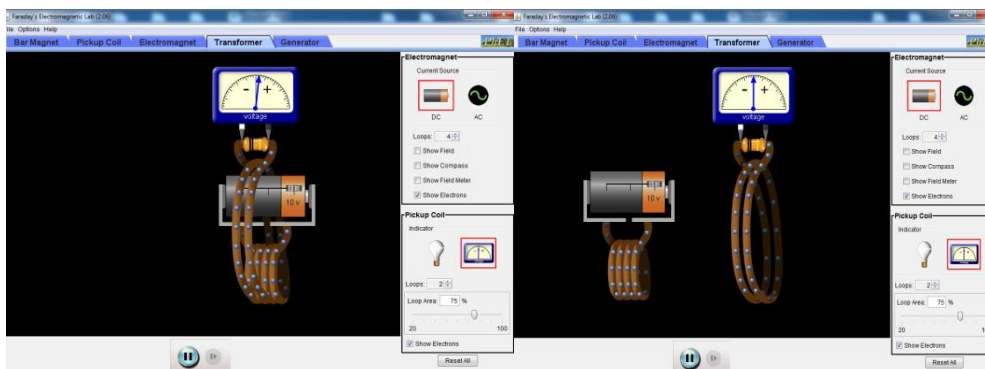 Faraday's Electromagnetic Lab (2.06)
File Options Help
Bar Magnet Pickup Coil Electromagnet Transformer Generator
- +
voltage
10 v
Electromagnet
Current Source
DC AC
Loops: 4
Show Field
Show Compass
Show Field Meter
Show Electrons
Pickup Coil
Indicator
Loops: 2
Loop Area: 75 %
20 100
Show Electrons
Reset All
Faraday's Electromagnetic Lab (2.06)
File Options Help
Bar Magnet Pickup Coil Electromagnet Transformer Generator
- +
voltage
10 v
Electromagnet
Current Source
DC AC
Loops: 4
Show Field
Show Compass
Show Field Meter
Show Electrons
Pickup Coil
Indicator
Loops: 2
Loop Area: 75 %
20
Show Electrons
Reset All